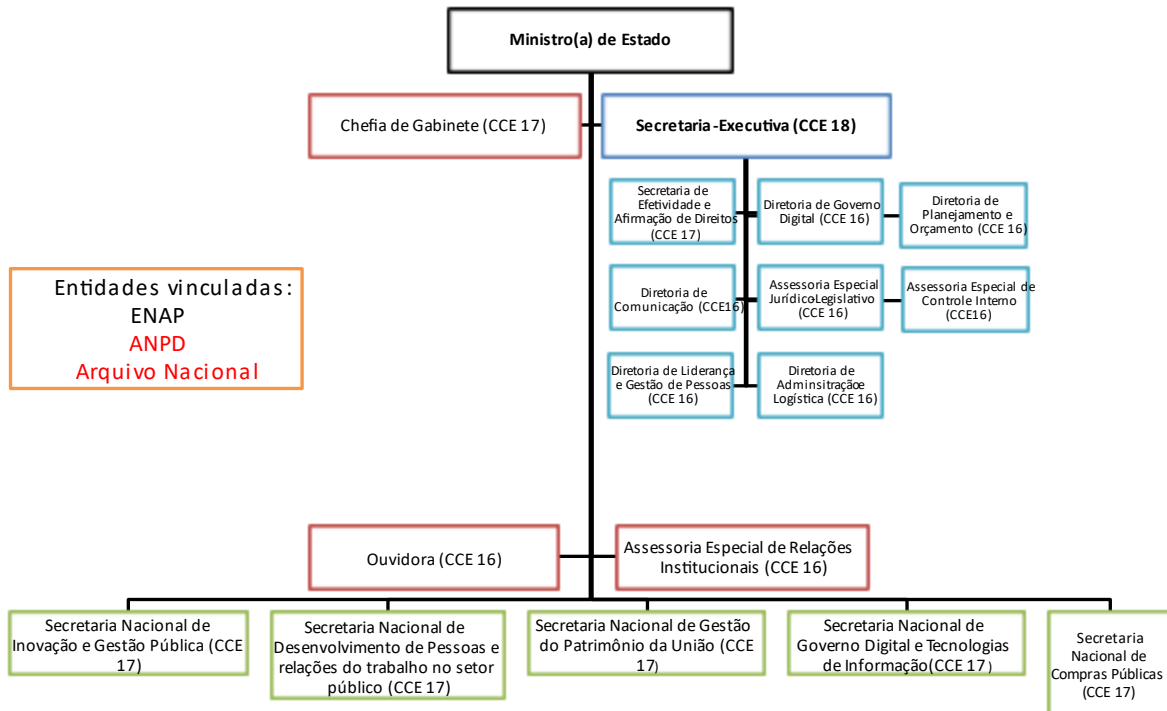 Ministro(a) de Estado
Chefia de Gabinete (CCE 17)
Secretaria-Executiva (CCE 18)
Secretaria de
Efetividade e
Afirmação de Direitos
(CCE 17)
Diretoria de Governo
Digital (CCE 16)
Diretoria de
Planejamento e
Orçamento (CCE 16)
Diretoria de
Comunicação (CCE16)
Assessoria Especial
JurídicoLegislativo
(CCE 16)
Assessoria Especial de
Controle Interno
(CCE16)
Diretoria de Liderança
e Gestão de Pessoas
(CCE 16)
Diretoria de
Adminsitraçãoe
Logística (CCE 16)
Entidades vinculadas:
ENAP
ANPD
Arquivo Nacional
Ouvidora (CCE 16)
Assessoria Especial de Relações
Institucionais (CCE 16)
Secretaria Nacional de
Inovação e Gestão Pública (CCE
17)
Secretaria Nacional de
Desenvolvimento de Pessoas e
relações do trabalho no setor
público (CCE 17)
Secretaria Nacional de Gestão
do Patrimônio da União (CCE
17)
Secretaria Nacional de
Governo Digital e Tecnologias
de Informação(CCE 17)
Secretaria
Nacional de
Compras Públicas
(CCE 17)